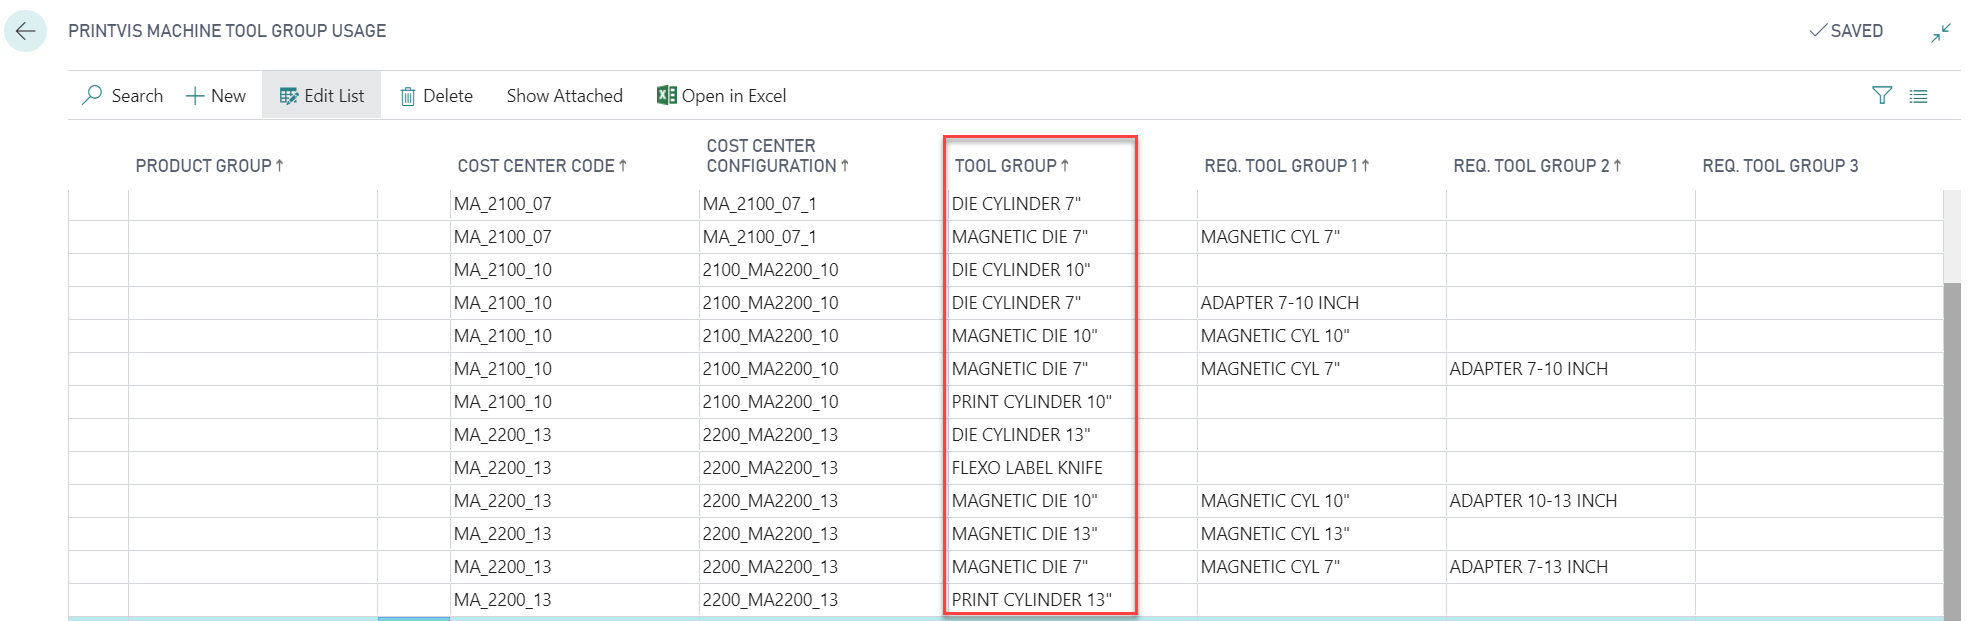 PRINTVIS MACHINE TOOL GROUP USAGE
SAVED
Search New Edit List Delete Show Attached Open in Excel
PRODUCT GROUP↑ COST CENTER CODE↑ COST CENTER CONFIGURATION↑ TOOL GROUP↑ REQ. TOOL GROUP 1↑ REQ. TOOL GROUP 2↑ REQ. TOOL GROUP 3
MA_2100_07 MA_2100_07_1 DIE CYLINDER 7"
MA_2100_07 MA_2100_07_1 MAGNETIC DIE 7" MAGNETIC CYL 7"
MA_2100_10 2100_MA2200_10 DIE CYLINDER 10"
MA_2100_10 2100_MA2200_10 DIE CYLINDER 7" ADAPTER 7-10 INCH
MA_2100_10 2100_MA2200_10 MAGNETIC DIE 10" MAGNETIC CYL 10"
MA_2100_10 2100_MA2200_10 MAGNETIC DIE 7" MAGNETIC CYL 7" ADAPTER 7-10 INCH
MA_2100_10 2100_MA2200_10 PRINT CYLINDER 10"
MA_2200_13 2200_MA2200_13 DIE CYLINDER 13"
MA_2200_13 2200_MA2200_13 FLEXO LABEL KNIFE
MA_2200_13 2200_MA2200_13 MAGNETIC DIE 10" MAGNETIC CYL 10" ADAPTER 10-13 INCH
MA_2200_13 2200_MA2200_13 MAGNETIC DIE 13" MAGNETIC CYL 13"
MA_2200_13 2200_MA2200_13 MAGNETIC DIE 7" MAGNETIC CYL 7" ADAPTER 7-13 INCH
MA_2200_13 2200_MA2200_13 PRINT CYLINDER 13"